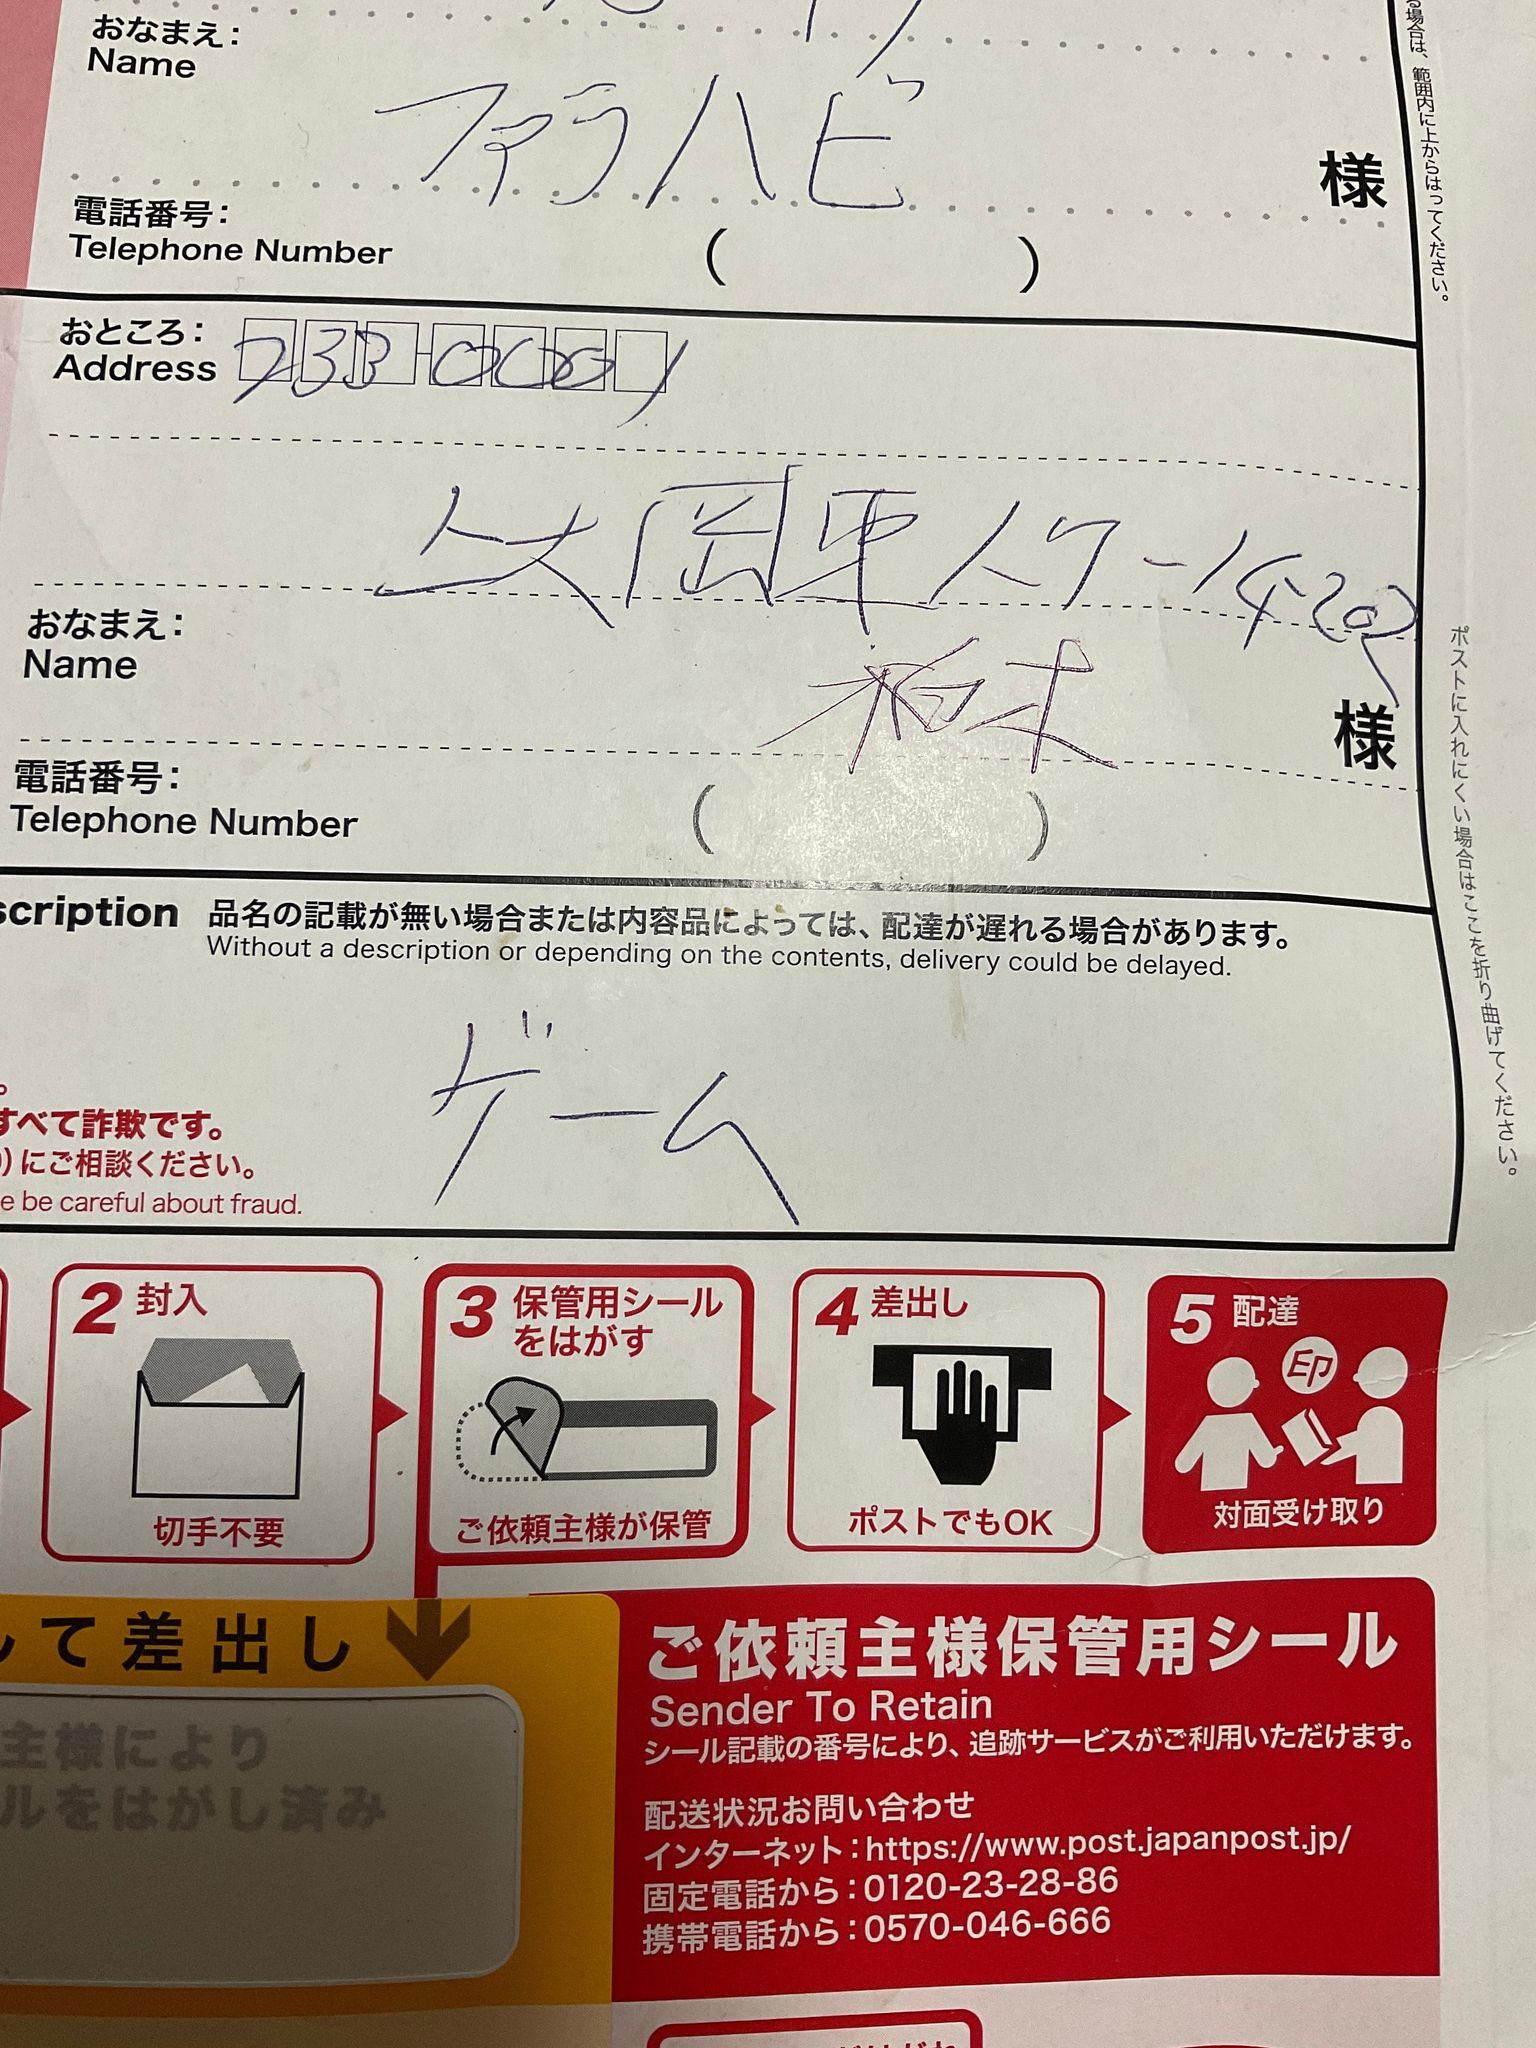 る場合は、範囲内に上からはってください。
おなまえ:
Name
ファラハビ
様
電話番号:
Telephone Number
( )
おところ:
Address
233-0001
上大岡東1丁7-14-202
おなまえ:
Name
柏木
様
電話番号:
Telephone Number
( )
ポストに入れにくい場合はここを折り曲げてください。
scription 品名の記載が無い場合または内容品によっては、配達が遅れる場合があります。
Without a description or depending on the contents, delivery could be delayed.
ゲーム
。
すべて詐欺です。
)にご相談ください。
e be careful about fraud.
2 封入
切手不要
3 保管用シール
をはがす
ご依頼主様が保管
4 差出し
ポストでもOK
5 配達
印
対面受け取り
して差出し
主様により
ルをはがし済み
ご依頼主様保管用シール
Sender To Retain
シール記載の番号により、追跡サービスがご利用いただけます。
配送状況お問い合わせ
インターネット:https://www.post.japanpost.jp/
固定電話から:0120-23-28-86
携帯電話から:0570-046-666